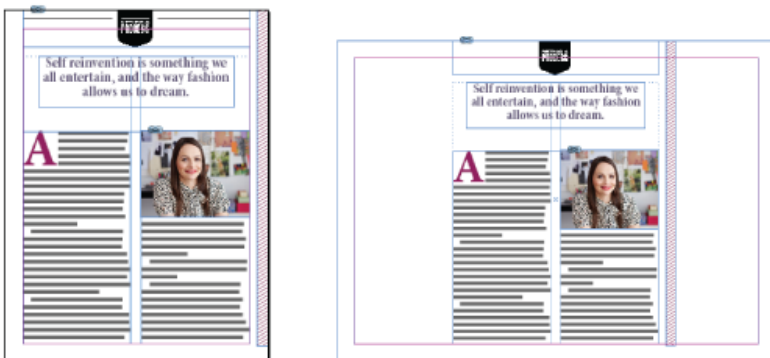 Self reinvention is something we
all entertain, and the way fashion
allows us to dream.
A
Self reinvention is something we
all entertain, and the way fashion
allows us to dream.
A